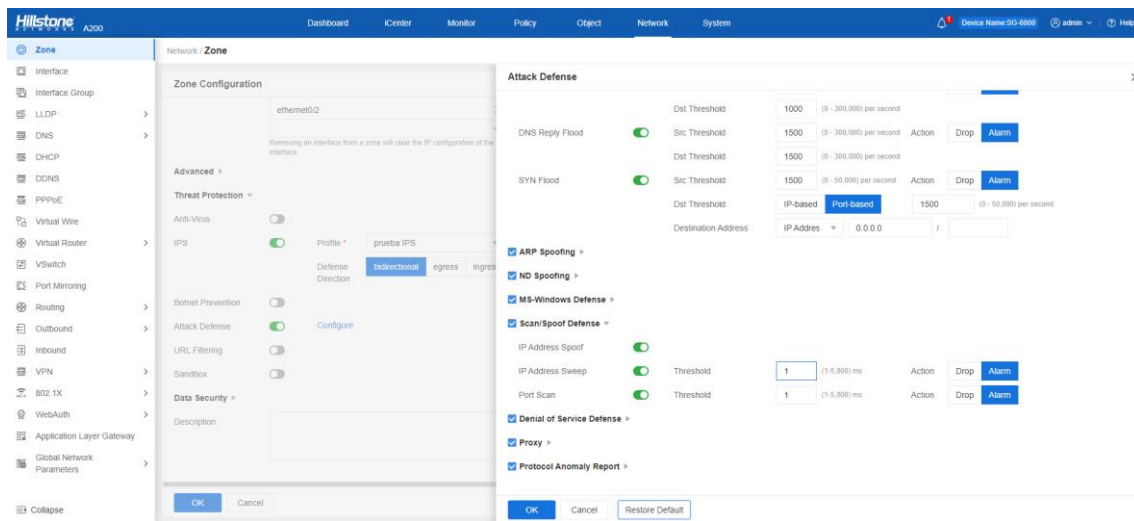 Hillstone NETWORKS A200
Dashboard iCenter Monitor Policy Object Network System
1 Device Name:SG-6000 admin Help
Zone
Interface
Interface Group
LLDP
DNS
DHCP
DDNS
PPPoE
Virtual Wire
Virtual Router
VSwitch
Port Mirroring
Routing
Outbound
Inbound
VPN
802.1X
WebAuth
Application Layer Gateway
Global Network
Parameters
Collapse
Network / Zone
Zone Configuration
ethernet0/2
Removing an interface from a zone will clear the IP configuration of the
interface.
Advanced
Threat Protection
Anti-Virus
IPS Profile * prueba IPS
Defense
Direction
bidirectional egress ingres
Botnet Prevention
Attack Defense Configure
URL Filtering
Sandbox
Data Security
Description
OK Cancel
Attack Defense
Dst Threshold 1000 (0 - 300,000) per second
DNS Reply Flood Src Threshold 1500 (0 - 300,000) per second Action Drop Alarm
Dst Threshold 1500 (0 - 300,000) per second
SYN Flood Src Threshold 1500 (0 - 50,000) per second Action Drop Alarm
Dst Threshold IP-based Port-based 1500 (0 - 50,000) per second
Destination Address IP Addres 0.0.0.0 /
ARP Spoofing
ND Spoofing
MS-Windows Defense
Scan/Spoof Defense
IP Address Spoof
IP Address Sweep Threshold 1 (1-5,000) ms Action Drop Alarm
Port Scan Threshold 1 (1-5,000) ms Action Drop Alarm
Denial of Service Defense
Proxy
Protocol Anomaly Report
OK Cancel Restore Default